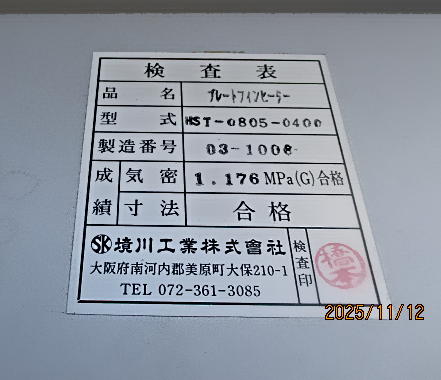 検査表
品名 プレートフィンヒーター
型式 HST-0805-0400
製造番号 03-1008
成績 気密 1.176 MPa(G) 合格
寸法 合格
SK 境川工業株式會社 検査印 橋本
大阪府南河内郡美原町大保210-1
TEL 072-361-3085
2025/11/12